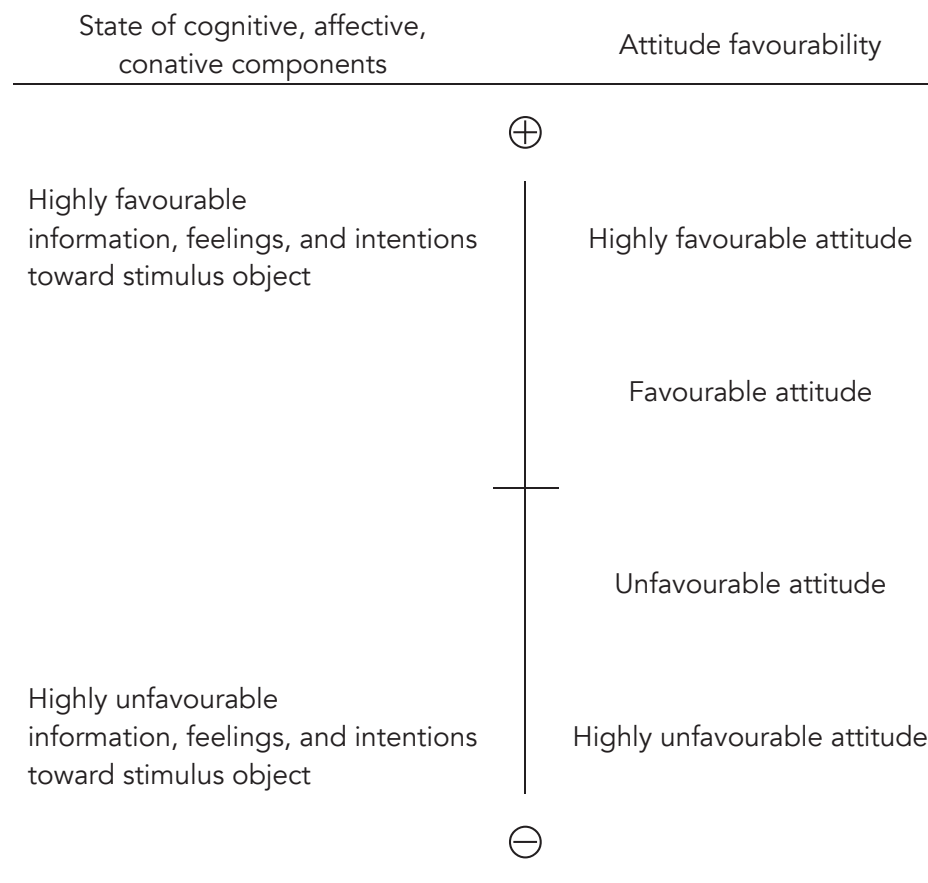 State of cognitive, affective,
conative components
Attitude favourability
+
Highly favourable
information, feelings, and intentions
toward stimulus object
Highly favourable attitude
Favourable attitude
Unfavourable attitude
Highly unfavourable
information, feelings, and intentions
toward stimulus object
Highly unfavourable attitude
−